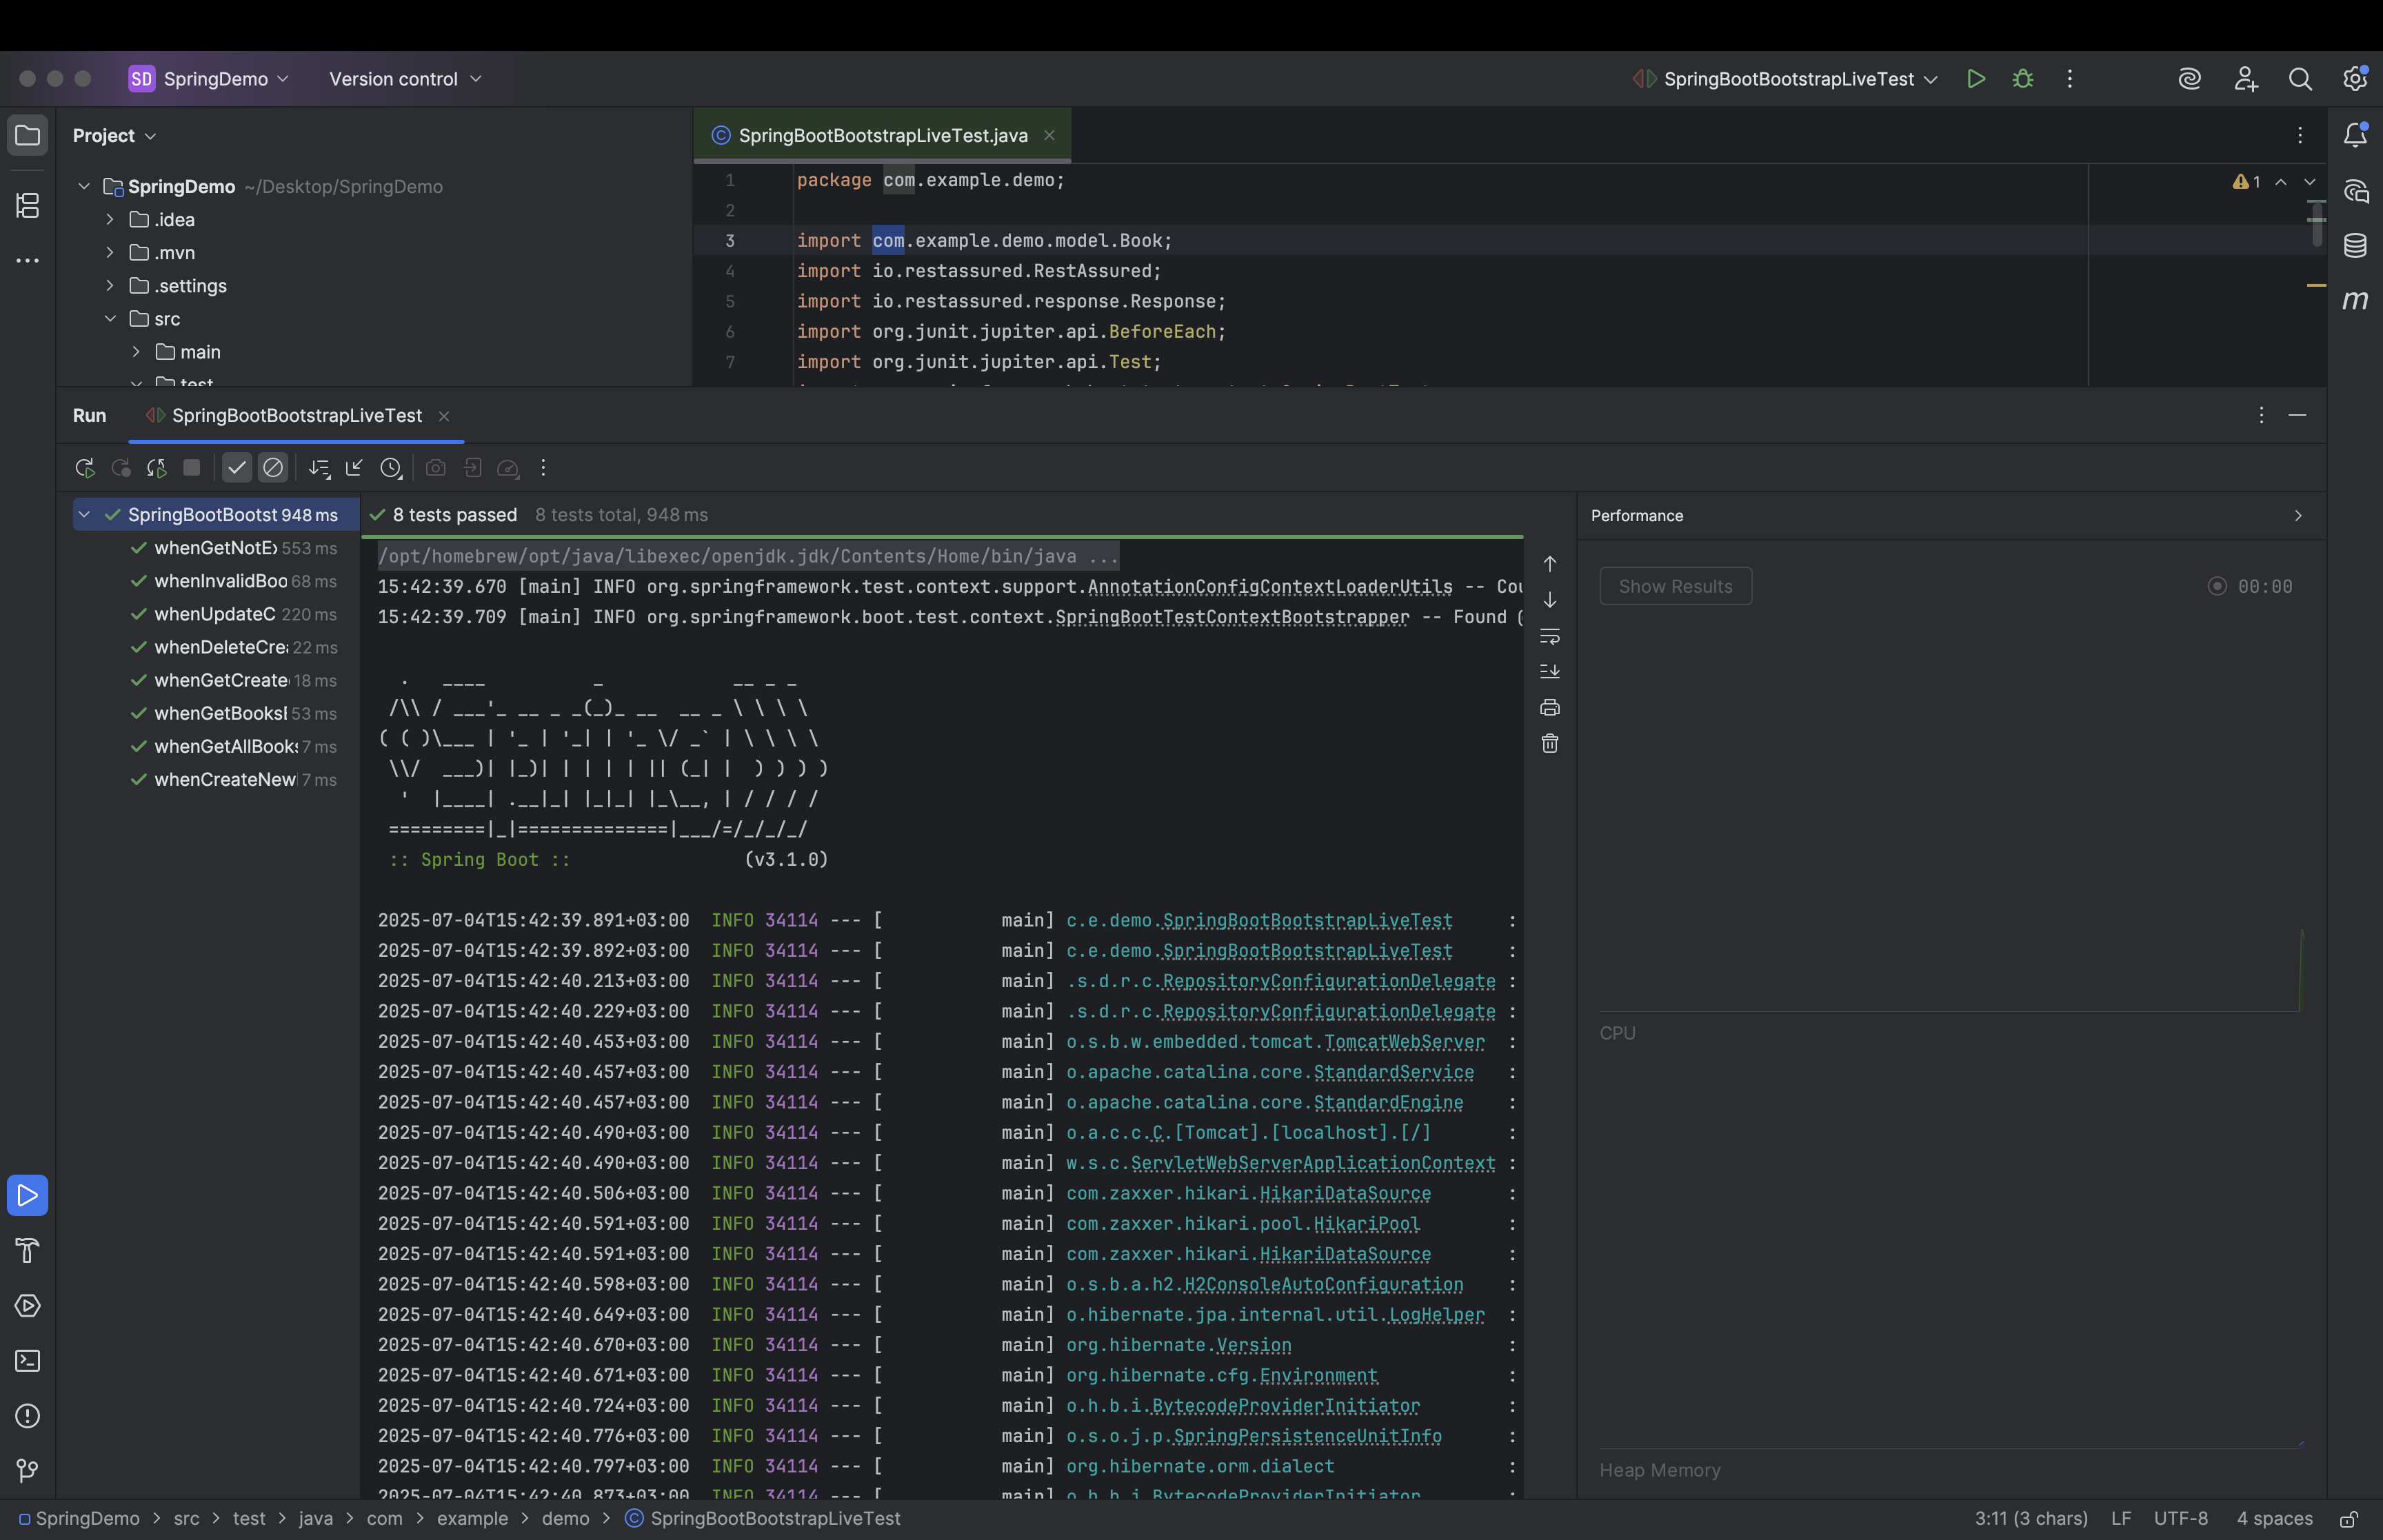 SD SpringDemo Version control SpringBootBootstrapLiveTest
Project
SpringDemo ~/Desktop/SpringDemo
.idea
.mvn
.settings
src
main
test
SpringBootBootstrapLiveTest.java
1 package com.example.demo;
2
3 import com.example.demo.model.Book;
4 import io.restassured.RestAssured;
5 import io.restassured.response.Response;
6 import org.junit.jupiter.api.BeforeEach;
7 import org.junit.jupiter.api.Test;
1
m
Run SpringBootBootstrapLiveTest
SpringBootBootst 948 ms
whenGetNotEx 553 ms
whenInvalidBoo 68 ms
whenUpdateC 220 ms
whenDeleteCrea 22 ms
whenGetCreate 18 ms
whenGetBooksB 53 ms
whenGetAllBooks 7 ms
whenCreateNew 7 ms
8 tests passed 8 tests total, 948 ms
/opt/homebrew/opt/java/libexec/openjdk.jdk/Contents/Home/bin/java ...
15:42:39.670 [main] INFO org.springframework.test.context.support.AnnotationConfigContextLoaderUtils -- Cou
15:42:39.709 [main] INFO org.springframework.boot.test.context.SpringBootTestContextBootstrapper -- Found
  .   ____          _            __ _ _
 /\\ / ___'_ __ _ _(_)_ __  __ _ \ \ \ \
( ( )\___ | '_ | '_| | '_ \/ _` | \ \ \ \
 \\/  ___)| |_)| | | | | || (_| |  ) ) ) )
  '  |____| .__|_| |_|_| |_\__, | / / / /
 =========|_|==============|___/=/_/_/_/
 :: Spring Boot ::                (v3.1.0)
2025-07-04T15:42:39.891+03:00 INFO 34114 --- [ main] c.e.demo.SpringBootBootstrapLiveTest :
2025-07-04T15:42:39.892+03:00 INFO 34114 --- [ main] c.e.demo.SpringBootBootstrapLiveTest :
2025-07-04T15:42:40.213+03:00 INFO 34114 --- [ main] .s.d.r.c.RepositoryConfigurationDelegate :
2025-07-04T15:42:40.229+03:00 INFO 34114 --- [ main] .s.d.r.c.RepositoryConfigurationDelegate :
2025-07-04T15:42:40.453+03:00 INFO 34114 --- [ main] o.s.b.w.embedded.tomcat.TomcatWebServer :
2025-07-04T15:42:40.457+03:00 INFO 34114 --- [ main] o.apache.catalina.core.StandardService :
2025-07-04T15:42:40.457+03:00 INFO 34114 --- [ main] o.apache.catalina.core.StandardEngine :
2025-07-04T15:42:40.490+03:00 INFO 34114 --- [ main] o.a.c.c.C.[Tomcat].[localhost].[/] :
2025-07-04T15:42:40.490+03:00 INFO 34114 --- [ main] w.s.c.ServletWebServerApplicationContext :
2025-07-04T15:42:40.506+03:00 INFO 34114 --- [ main] com.zaxxer.hikari.HikariDataSource :
2025-07-04T15:42:40.591+03:00 INFO 34114 --- [ main] com.zaxxer.hikari.pool.HikariPool :
2025-07-04T15:42:40.591+03:00 INFO 34114 --- [ main] com.zaxxer.hikari.HikariDataSource :
2025-07-04T15:42:40.598+03:00 INFO 34114 --- [ main] o.s.b.a.h2.H2ConsoleAutoConfiguration :
2025-07-04T15:42:40.649+03:00 INFO 34114 --- [ main] o.hibernate.jpa.internal.util.LogHelper :
2025-07-04T15:42:40.670+03:00 INFO 34114 --- [ main] org.hibernate.Version :
2025-07-04T15:42:40.671+03:00 INFO 34114 --- [ main] org.hibernate.cfg.Environment :
2025-07-04T15:42:40.724+03:00 INFO 34114 --- [ main] o.h.b.i.BytecodeProviderInitiator :
2025-07-04T15:42:40.776+03:00 INFO 34114 --- [ main] o.s.o.j.p.SpringPersistenceUnitInfo :
2025-07-04T15:42:40.797+03:00 INFO 34114 --- [ main] org.hibernate.orm.dialect :
2025-07-04T15:42:40.873+03:00 INFO 34114 --- [ main] o.h.b.i.BytecodeProviderInitiator :
Performance
Show Results 00:00
CPU
Heap Memory
SpringDemo > src > test > java > com > example > demo > SpringBootBootstrapLiveTest 3:11 (3 chars) LF UTF-8 4 spaces